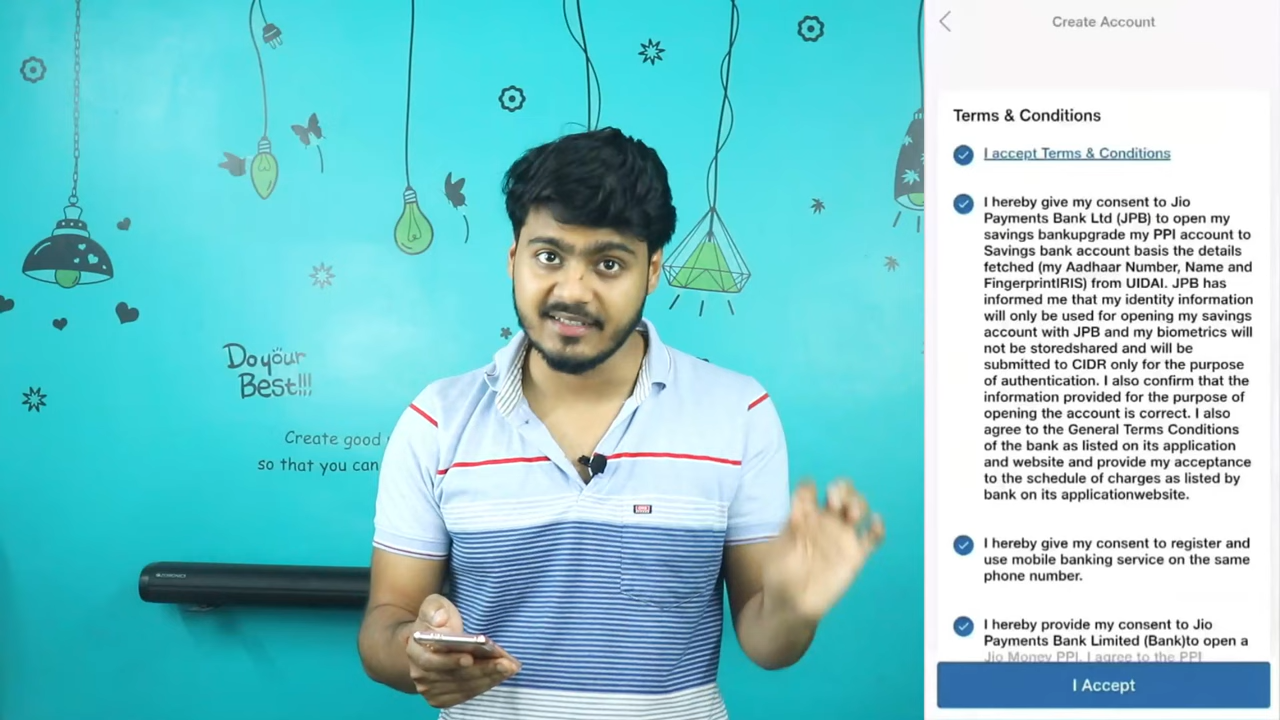 Do your
Best!!!
Create good
so that you can
Create Account
Terms & Conditions
I accept Terms & Conditions
I hereby give my consent to Jio
Payments Bank Ltd (JPB) to open my
savings bankupgrade my PPI account to
Savings bank account basis the details
fetched (my Aadhaar Number, Name and
FingerprintIRIS) from UIDAI. JPB has
informed me that my identity information
will only be used for opening my savings
account with JPB and my biometrics will
not be storedshared and will be
submitted to CIDR only for the purpose
of authentication. I also confirm that the
information provided for the purpose of
opening the account is correct. I also
agree to the General Terms Conditions
of the bank as listed on its application
and website and provide my acceptance
to the schedule of charges as listed by
bank on its applicationwebsite.
I hereby give my consent to register and
use mobile banking service on the same
phone number.
I hereby provide my consent to Jio
Payments Bank Limited (Bank)to open a
Jio Money PPI. I agree to the PPI
I Accept